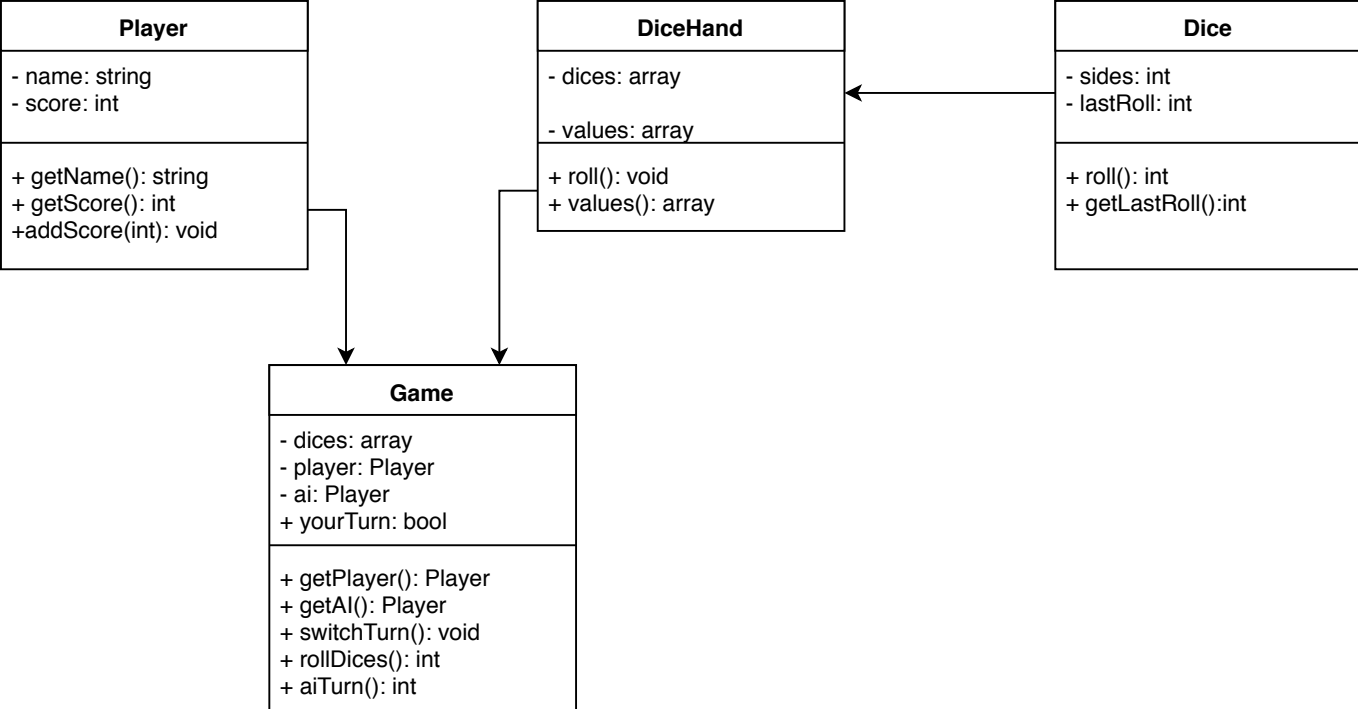 Player
- name: string
- score: int
+ getName(): string
+ getScore(): int
+addScore(int): void
DiceHand
- dices: array
- values: array
+ roll(): void
+ values(): array
Dice
- sides: int
- lastRoll: int
+ roll(): int
+ getLastRoll():int
Game
- dices: array
- player: Player
- ai: Player
+ yourTurn: bool
+ getPlayer(): Player
+ getAI(): Player
+ switchTurn(): void
+ rollDices(): int
+ aiTurn(): int